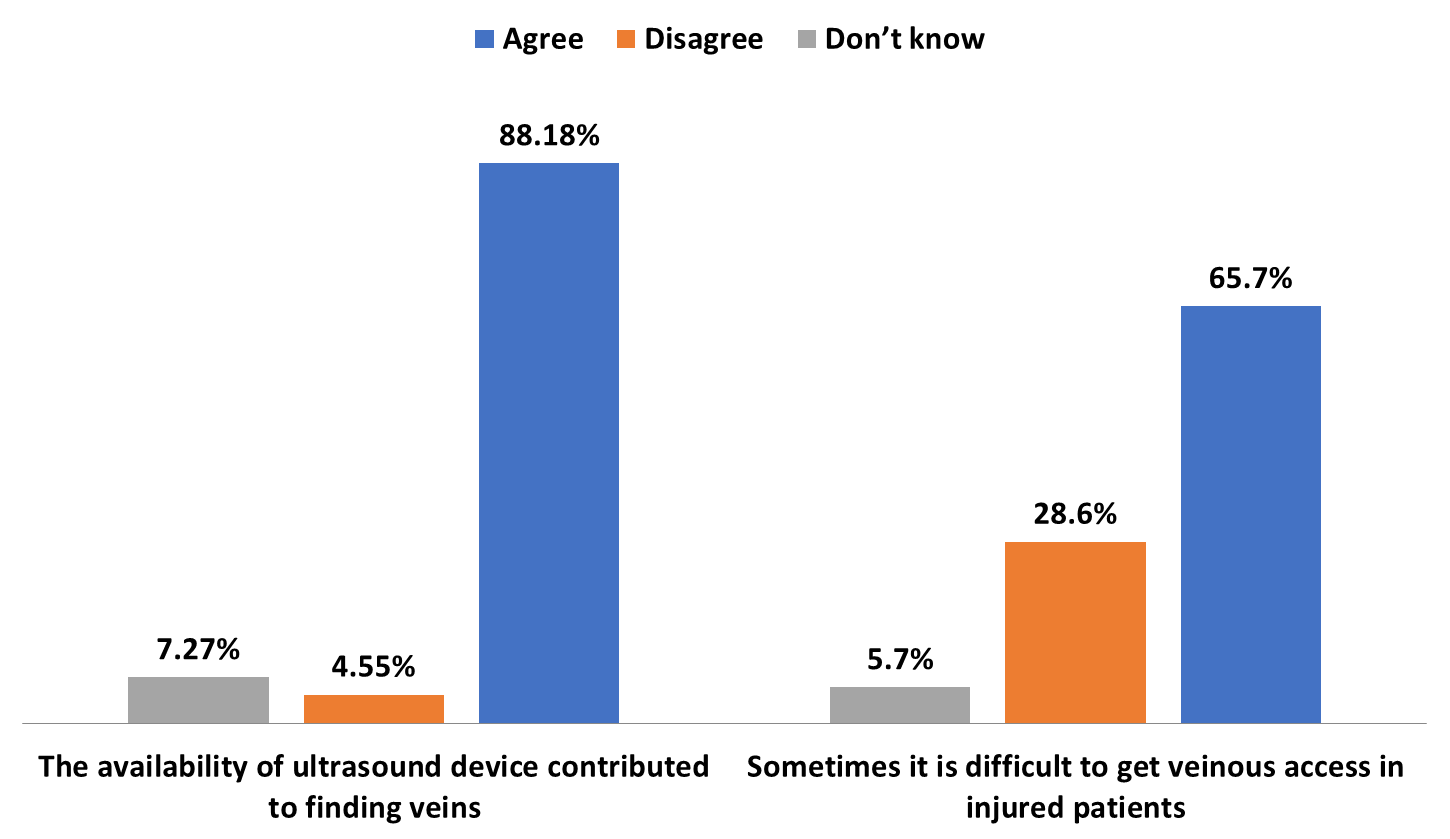 Agree Disagree Don’t know
88.18%
65.7%
28.6%
7.27%
4.55%
5.7%
The availability of ultrasound device contributed
to finding veins
Sometimes it is difficult to get veinous access in
injured patients